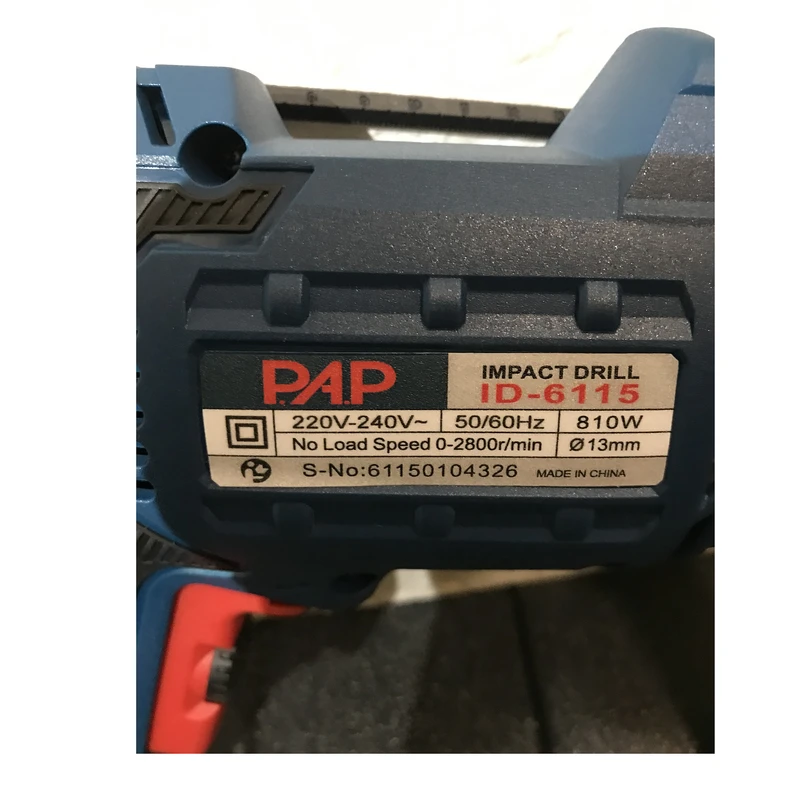 P.A.P
IMPACT DRILL
ID-6115
220V-240V~ 50/60Hz 810W
No Load Speed 0-2800r/min Ø13mm
S-No:61150104326 MADE IN CHINA